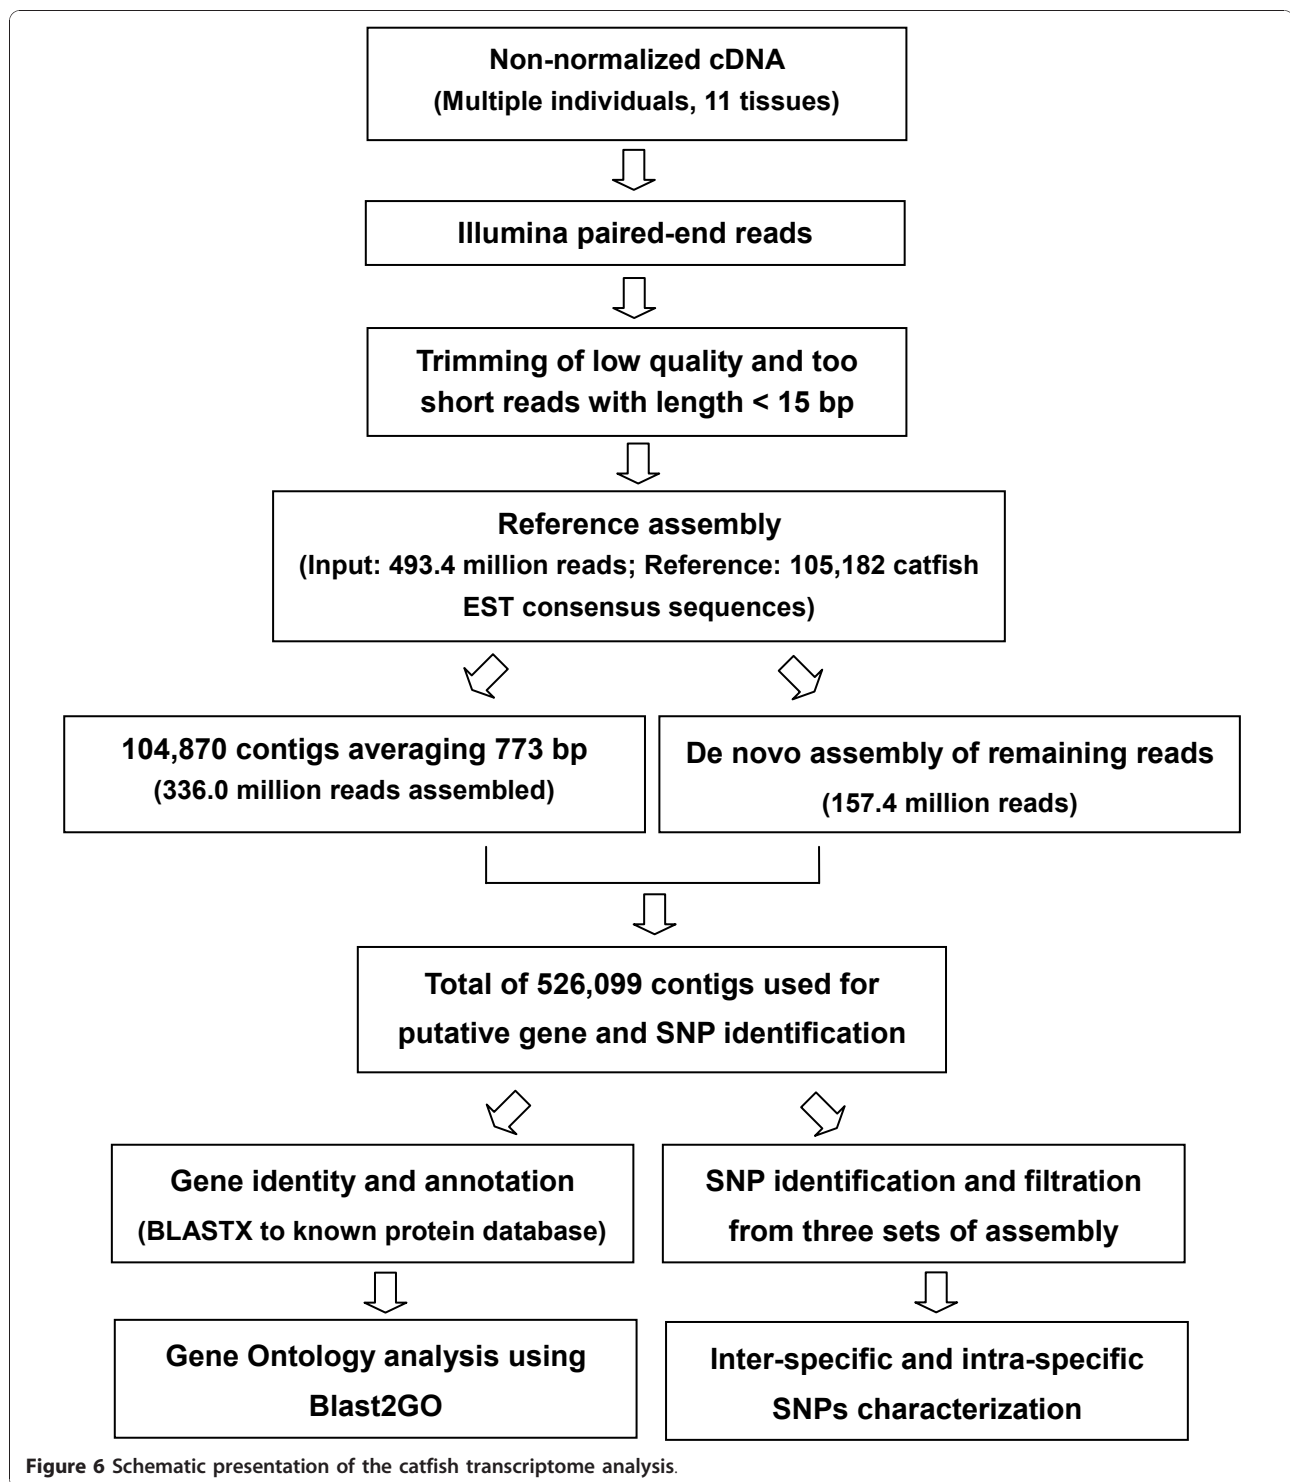 Non-normalized cDNA
(Multiple individuals, 11 tissues)
Illumina paired-end reads
Trimming of low quality and too
short reads with length < 15 bp
Reference assembly
(Input: 493.4 million reads; Reference: 105,182 catfish
EST consensus sequences)
104,870 contigs averaging 773 bp
(336.0 million reads assembled)
De novo assembly of remaining reads
(157.4 million reads)
Total of 526,099 contigs used for
putative gene and SNP identification
Gene identity and annotation
(BLASTX to known protein database)
SNP identification and filtration
from three sets of assembly
Gene Ontology analysis using
Blast2GO
Inter-specific and intra-specific
SNPs characterization
Figure 6 Schematic presentation of the catfish transcriptome analysis.